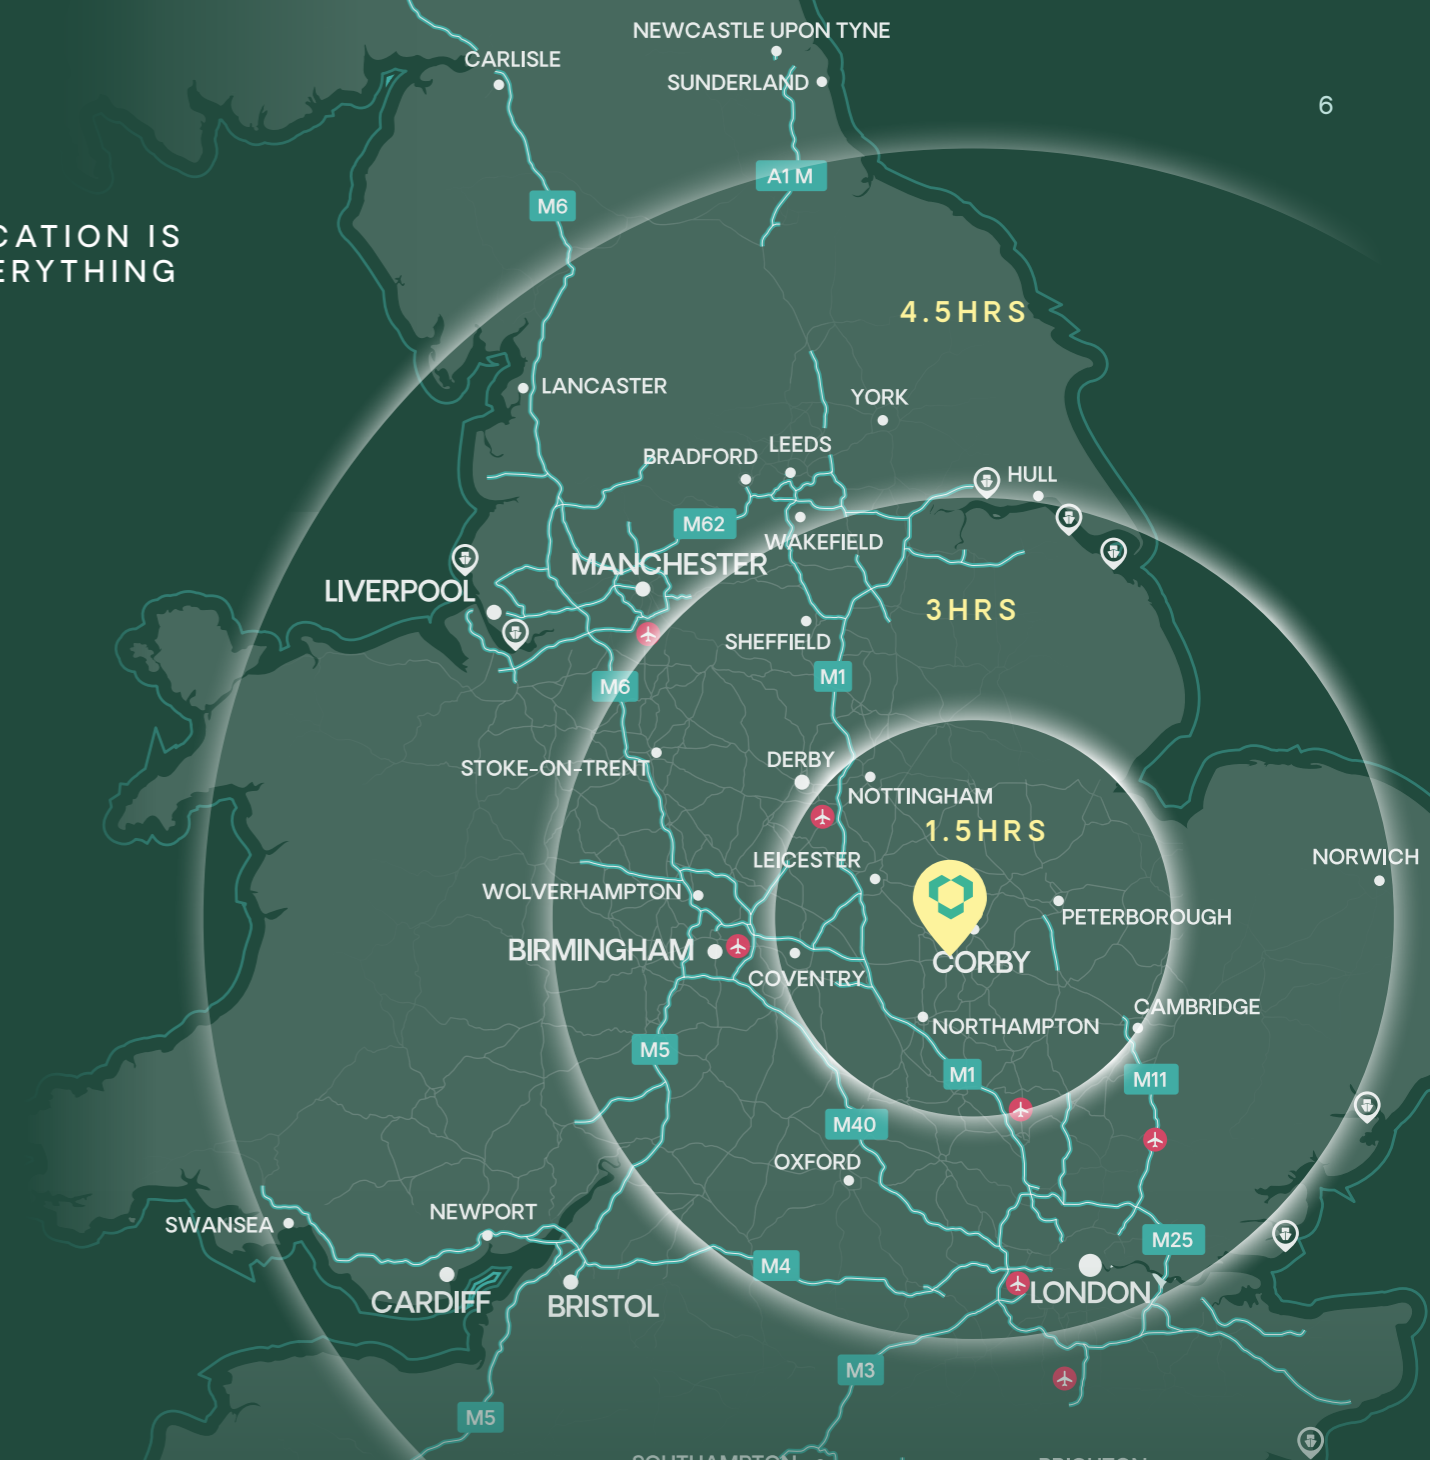 NEWCASTLE UPON TYNE
CARLISLE
SUNDERLAND
6
A1 M
M6
CATION IS
ERYTHING
4.5HRS
LANCASTER
YORK
LEEDS
BRADFORD
HULL
M62
WAKEFIELD
MANCHESTER
LIVERPOOL
3HRS
SHEFFIELD
M1
M6
DERBY
STOKE-ON-TRENT
NOTTINGHAM
1.5HRS
LEICESTER
NORWICH
WOLVERHAMPTON
PETERBOROUGH
BIRMINGHAM
CORBY
COVENTRY
CAMBRIDGE
NORTHAMPTON
M5
M1
M11
M40
OXFORD
NEWPORT
SWANSEA
M25
M4
LONDON
CARDIFF
BRISTOL
M3
M5
SOUTHAMPTON
BRIGHTON